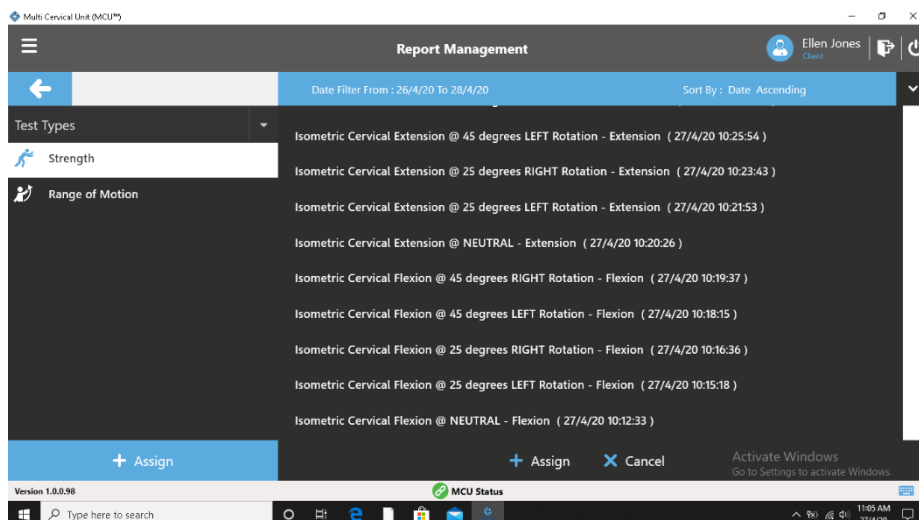 Multi Cervical Unit (MCU™)
Report Management
Ellen Jones
Client
Date Filter From : 26/4/20 To 28/4/20
Sort By : Date Ascending
Test Types
Strength
Range of Motion
Isometric Cervical Extension @ 45 degrees LEFT Rotation - Extension ( 27/4/20 10:25:54 )
Isometric Cervical Extension @ 25 degrees RIGHT Rotation - Extension ( 27/4/20 10:23:43 )
Isometric Cervical Extension @ 25 degrees LEFT Rotation - Extension ( 27/4/20 10:21:53 )
Isometric Cervical Extension @ NEUTRAL - Extension ( 27/4/20 10:20:26 )
Isometric Cervical Flexion @ 45 degrees RIGHT Rotation - Flexion ( 27/4/20 10:19:37 )
Isometric Cervical Flexion @ 45 degrees LEFT Rotation - Flexion ( 27/4/20 10:18:15 )
Isometric Cervical Flexion @ 25 degrees RIGHT Rotation - Flexion ( 27/4/20 10:16:36 )
Isometric Cervical Flexion @ 25 degrees LEFT Rotation - Flexion ( 27/4/20 10:15:18 )
Isometric Cervical Flexion @ NEUTRAL - Flexion ( 27/4/20 10:12:33 )
Assign
Assign
Cancel
Activate Windows
Go to Settings to activate Windows.
Version 1.0.0.98
MCU Status
Type here to search
11:05 AM